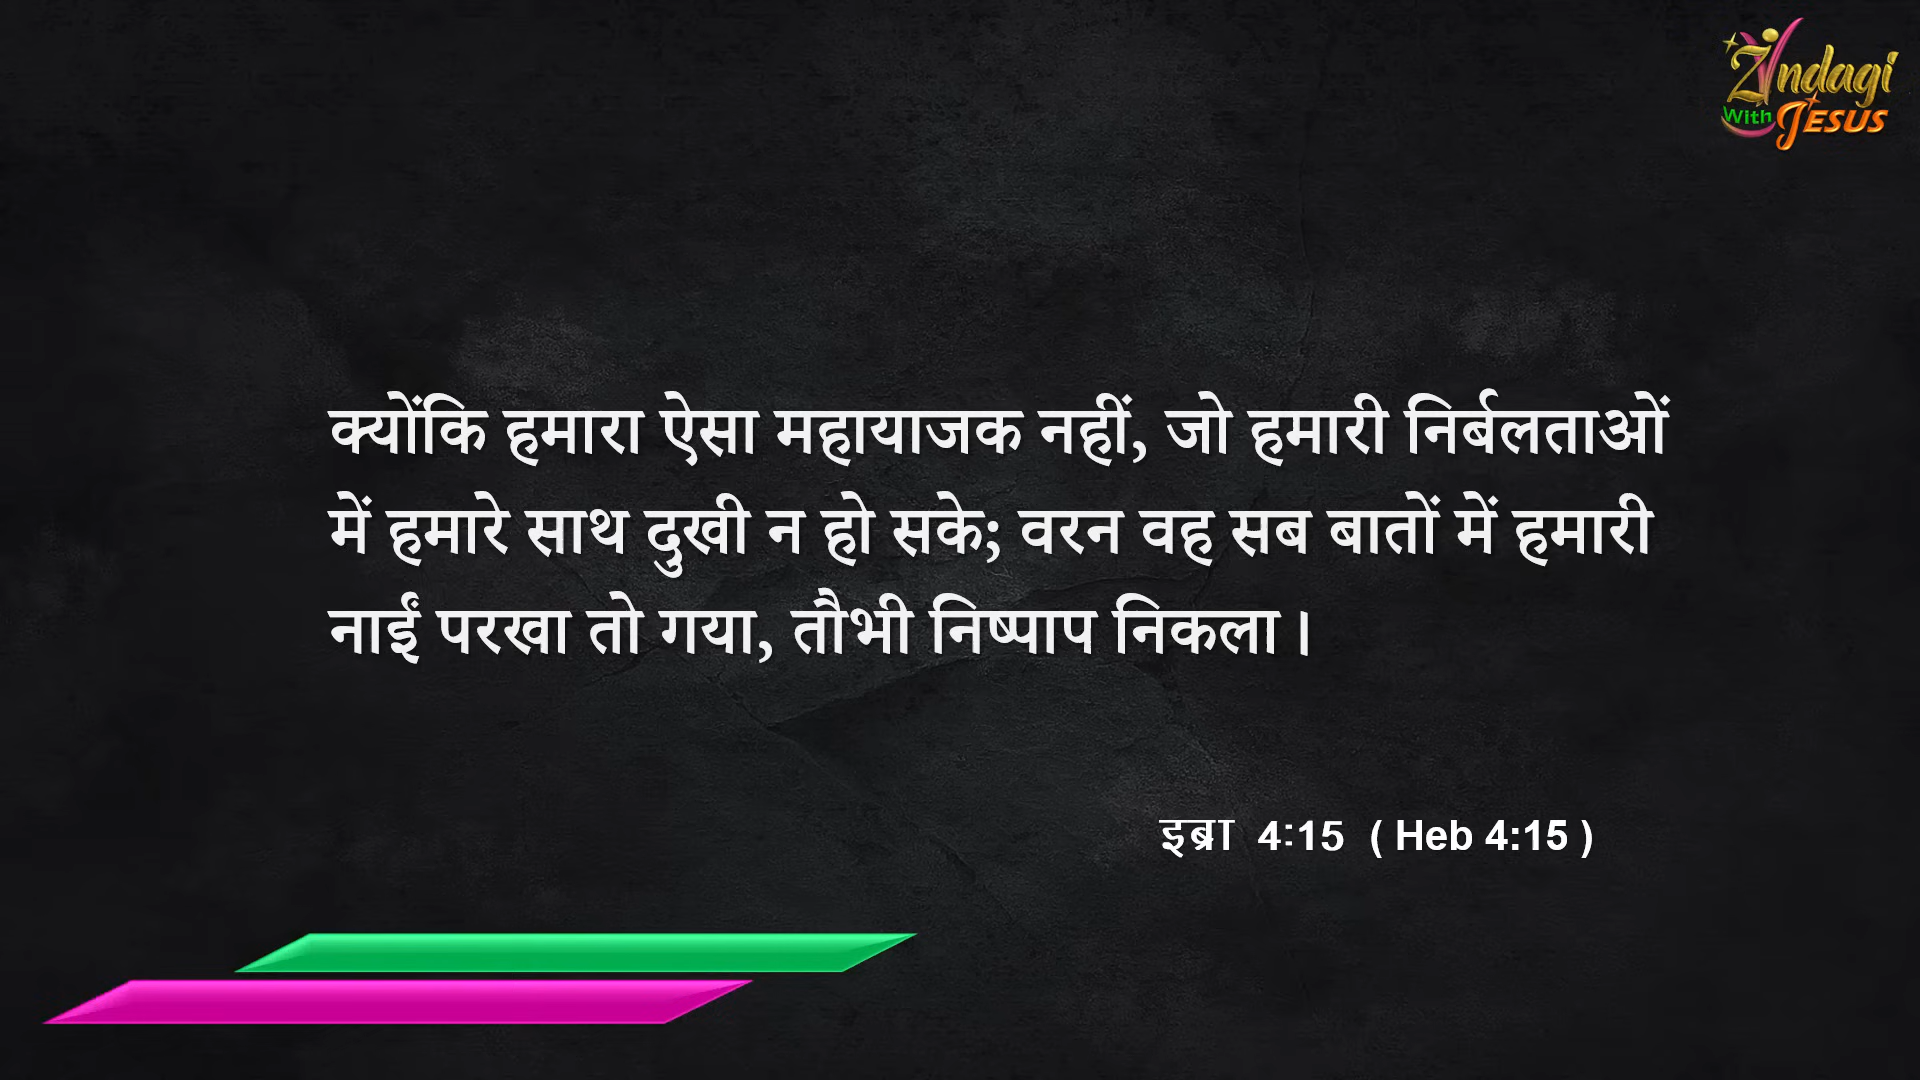 Zindagi
With Jesus
क्योंकि हमारा ऐसा महायाजक नहीं, जो हमारी निर्बलताओं
में हमारे साथ दुखी न हो सके; वरन वह सब बातों में हमारी
नाईं परखा तो गया, तौभी निष्पाप निकला।
इब्रा 4:15 ( Heb 4:15 )